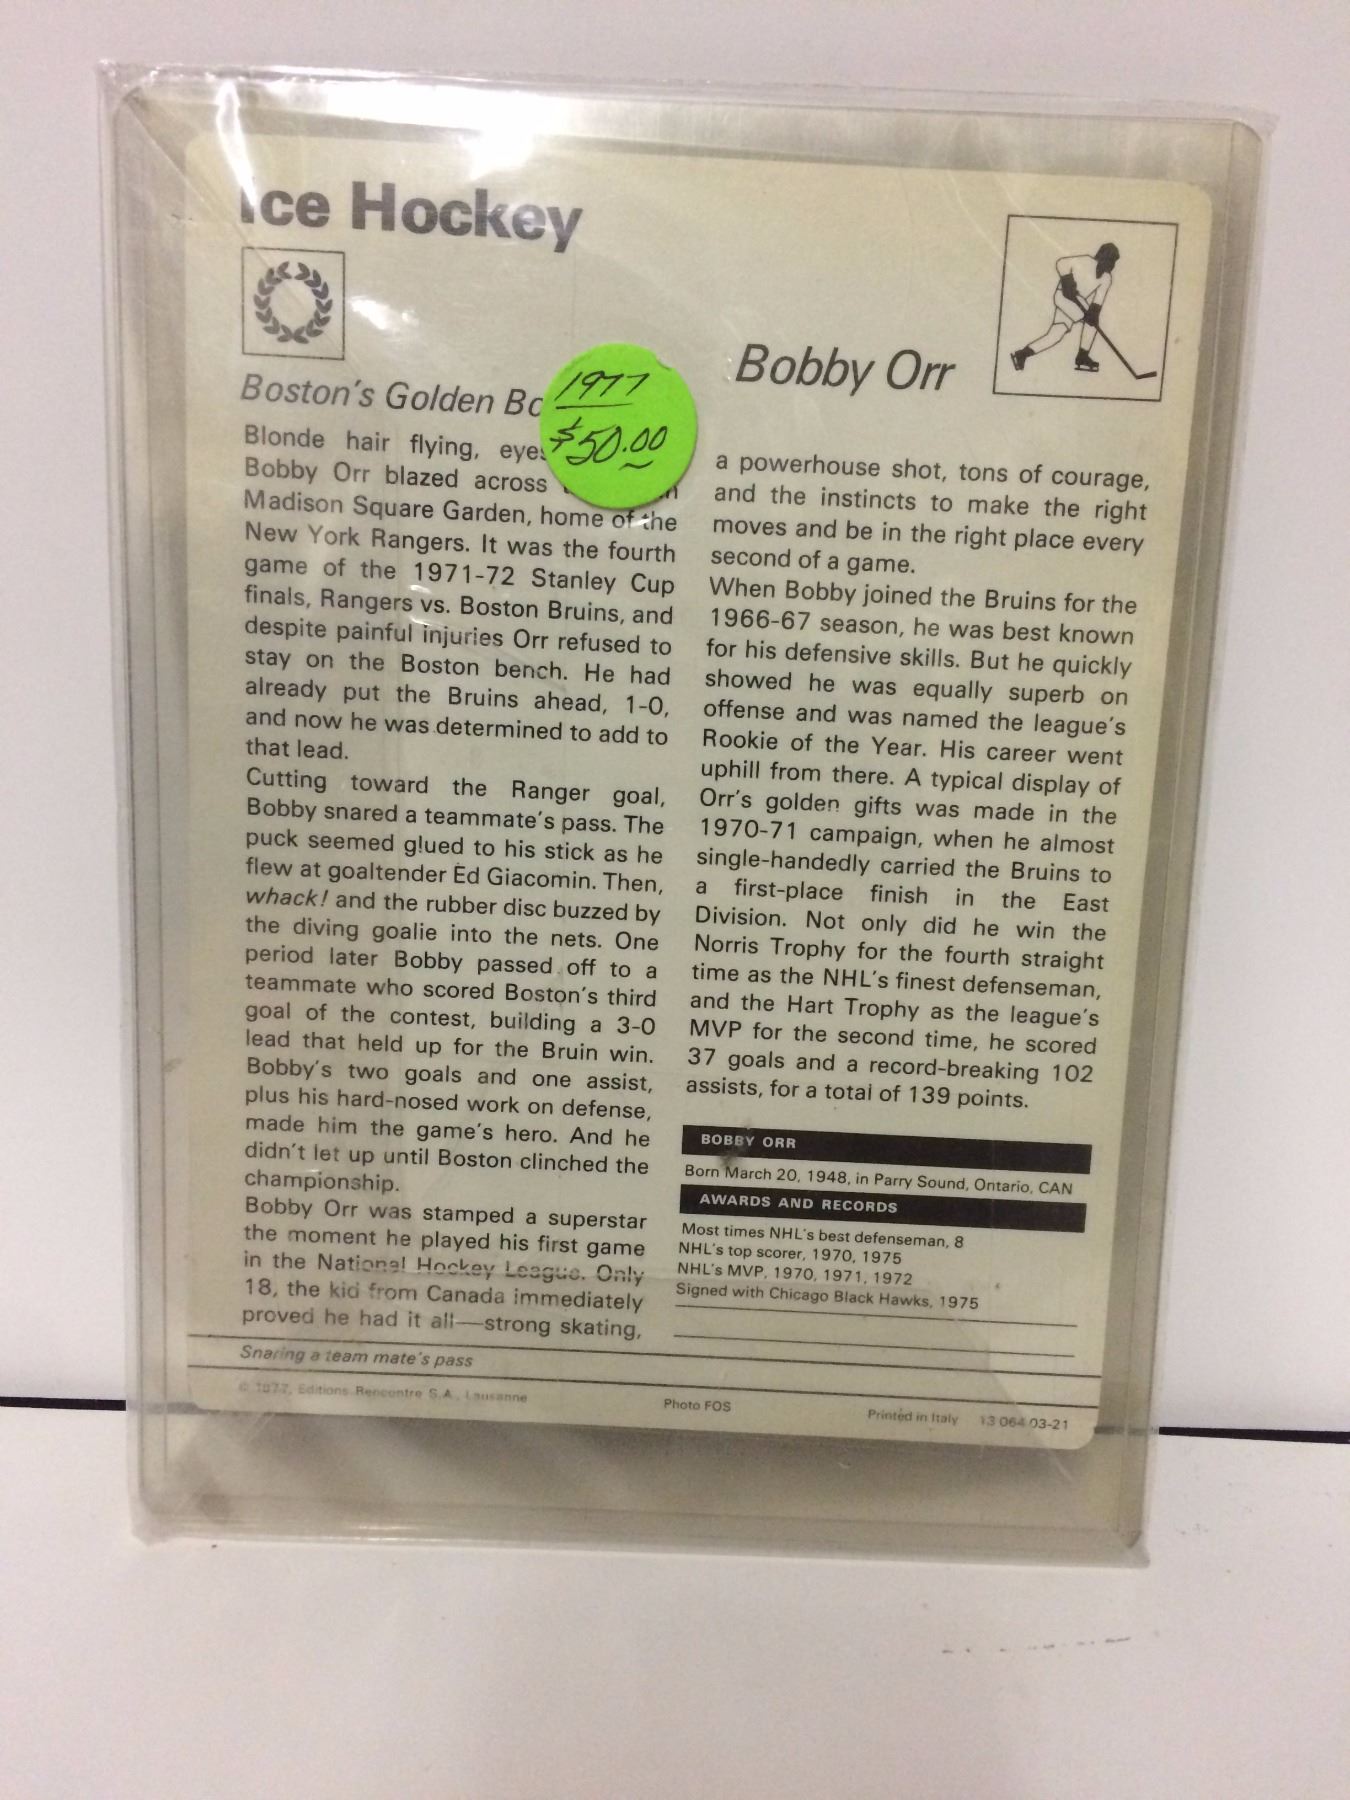 Ice Hockey
Bobby Orr
Boston's Golden
1977
$50.00
Blonde hair flying,
Bobby Orr blazed across
Madison Square Garden, home of the
New York Rangers. It was the fourth
game of the 1971-72 Stanley Cup
finals, Rangers vs. Boston Bruins, and
despite painful injuries Orr refused to
stay on the Boston bench. He had
already put the Bruins ahead, 1-0,
and now he was determined to add to
that lead.
Cutting toward the Ranger goal,
Bobby snared a teammate's pass. The
puck seemed glued to his stick as he
flew at goaltender Ed Giacomin. Then,
whack! and the rubber disc buzzed by
the diving goalie into the nets. One
period later Bobby passed off to a
teammate who scored Boston's third
goal of the contest, building a 3-0
lead that held up for the Bruin win.
Bobby's two goals and one assist,
plus his hard-nosed work on defense,
made him the game's hero. And he
didn't let up until Boston clinched the
championship.
Bobby Orr was stamped a superstar
the moment he played his first game
in the National Hockey League. Only
18, the kid from Canada immediately
proved he had it all—strong skating,
a powerhouse shot, tons of courage,
and the instincts to make the right
moves and be in the right place every
second of a game.
When Bobby joined the Bruins for the
1966-67 season, he was best known
for his defensive skills. But he quickly
showed he was equally superb on
offense and was named the league's
Rookie of the Year. His career went
uphill from there. A typical display of
Orr's golden gifts was made in the
1970-71 campaign, when he almost
single-handedly carried the Bruins to
a first-place finish in the East
Division. Not only did he win the
Norris Trophy for the fourth straight
time as the NHL's finest defenseman,
and the Hart Trophy as the league's
MVP for the second time, he scored
37 goals and a record-breaking 102
assists, for a total of 139 points.
BOBBY ORR
Born March 20, 1948, in Parry Sound, Ontario, CAN
AWARDS AND RECORDS
Most times NHL's best defenseman, 8
NHL's top scorer, 1970, 1975
NHL's MVP, 1970, 1971, 1972
Signed with Chicago Black Hawks, 1975
Snaring a team mate's pass
© 1977, Editions Rencontre S.A., Lausanne
Photo FOS
Printed in Italy 13 064 03-21